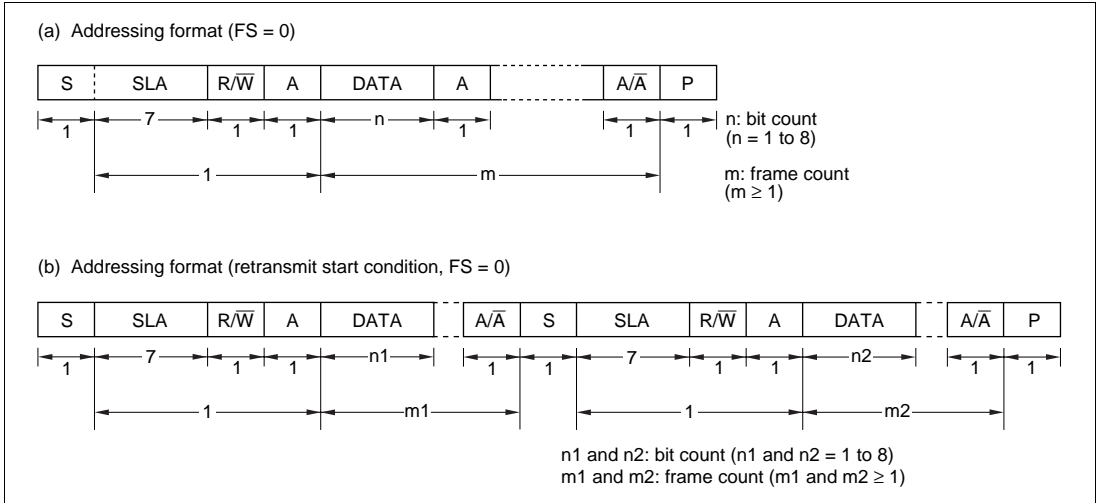 (a) Addressing format (FS = 0)
S SLA R/W̅ A DATA A A/A̅ P
1 7 1 1 n 1 1 1 n: bit count
(n = 1 to 8)
1 m m: frame count
(m ≥ 1)
(b) Addressing format (retransmit start condition, FS = 0)
S SLA R/W̅ A DATA A/A̅ S SLA R/W̅ A DATA A/A̅ P
1 7 1 1 n1 1 1 7 1 1 n2 1 1
1 m1 1 m2
n1 and n2: bit count (n1 and n2 = 1 to 8)
m1 and m2: frame count (m1 and m2 ≥ 1)